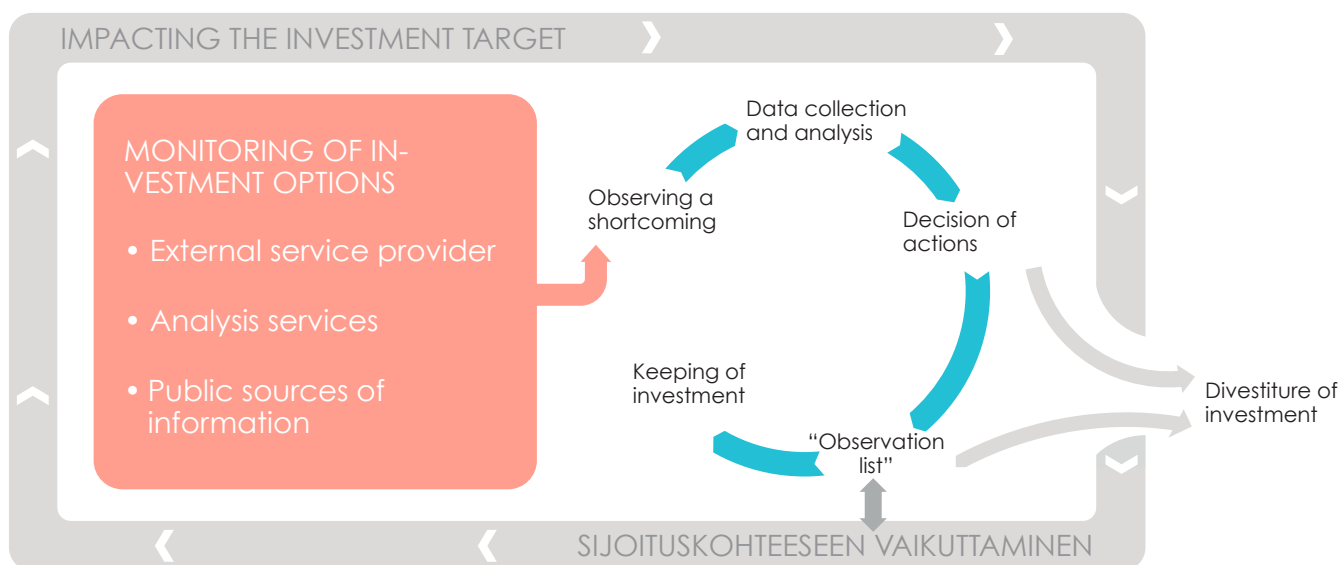 IMPACTING THE INVESTMENT TARGET
MONITORING OF IN-
VESTMENT OPTIONS
• External service provider
• Analysis services
• Public sources of
information
Observing a
shortcoming
Data collection
and analysis
Decision of
actions
Keeping of
investment
“Observation
list”
Divestiture of
investment
SIJOITUSKOHTEESEEN VAIKUTTAMINEN